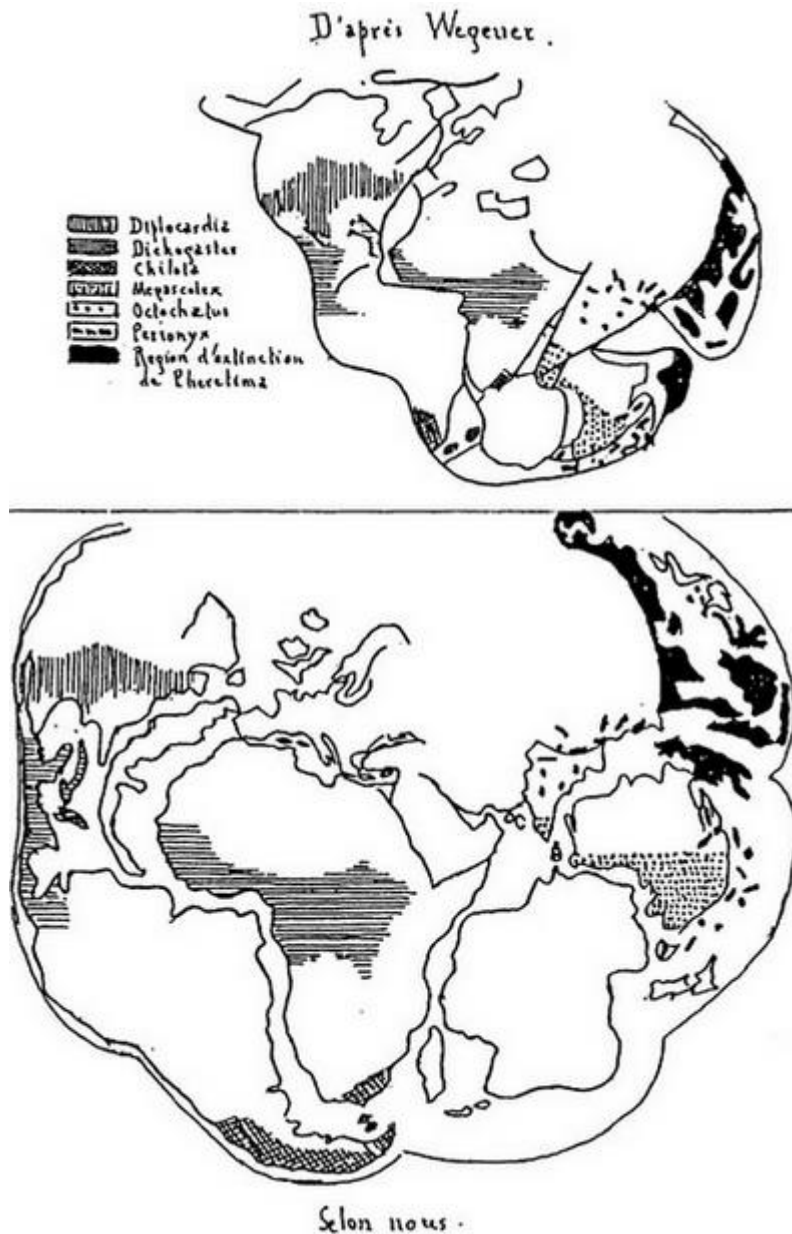 D'après Wegener.
Diplocardia
Dichogaster
Chilota
Megascolex
Octochætus
Perionyx
Région d'extinction
de Pheretima
Selon nous.